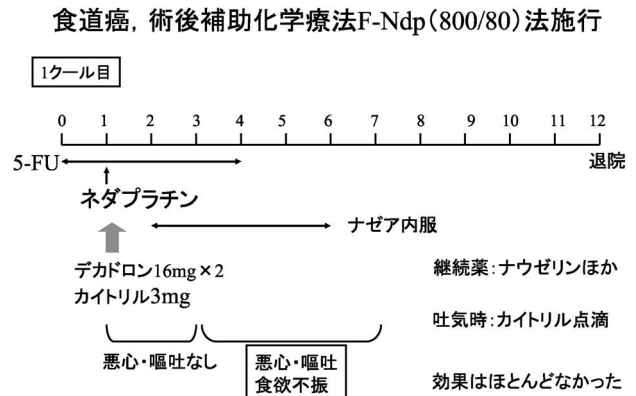 食道癌，術後補助化学療法F-Ndp（800/80）法施行
1クール目
0 1 2 3 4 5 6 7 8 9 10 11 12
5-FU
退院
ネダプラチン
ナゼア内服
デカドロン16mg×2
カイトリル3mg
継続薬：ナウゼリンほか
吐気時：カイトリル点滴
悪心・嘔吐なし
悪心・嘔吐
食欲不振
効果はほとんどなかった